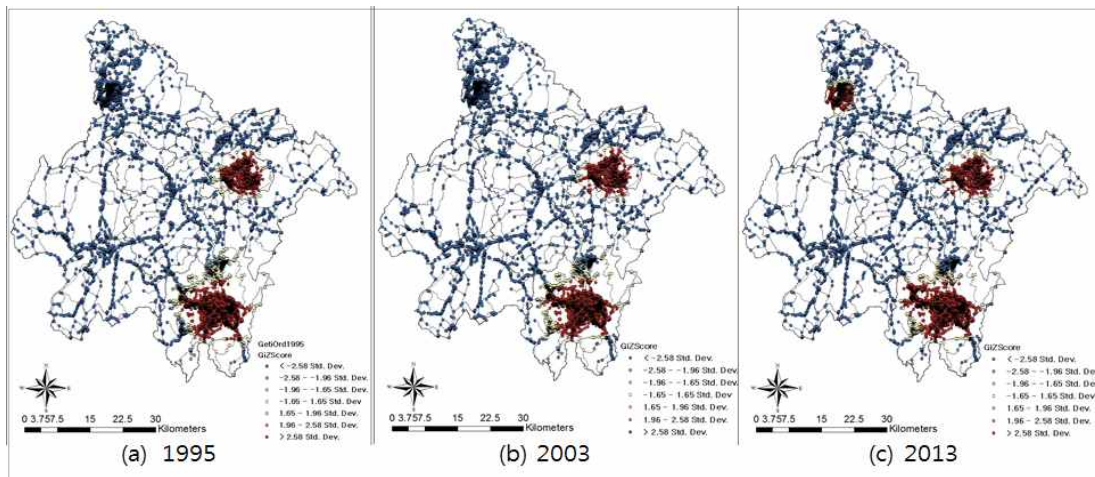 Geti0rd1995
GiZScore
< -2.58 Std. Dev.
-2.58 - -1.96 Std. Dev.
-1.96 - -1.65 Std. Dev.
-1.65 - 1.65 Std. Dev.
1.65 - 1.96 Std. Dev.
1.96 - 2.58 Std. Dev.
> 2.58 Std. Dev.
0 3.757.5 15 22.5 30
Kilometers
(a) 1995
GiZScore
< -2.58 Std. Dev.
-2.58 - -1.96 Std. Dev.
-1.96 - -1.65 Std. Dev.
-1.65 - 1.65 Std. Dev
1.65 - 1.96 Std. Dev.
1.96 - 2.58 Std. Dev.
> 2.58 Std. Dev.
0 3.757.5 15 22.5 30
Kilometers
(b) 2003
GiZScore
< -2.58 Std. Dev.
-2.58 - -1.96 Std. Dev.
-1.96 - -1.65 Std. Dev.
-1.65 - 1.65 Std. Dev.
1.65 - 1.96 Std. Dev.
1.96 - 2.58 Std. Dev.
> 2.58 Std. Dev.
0 3.757.5 15 22.5 30
Kilometers
(c) 2013